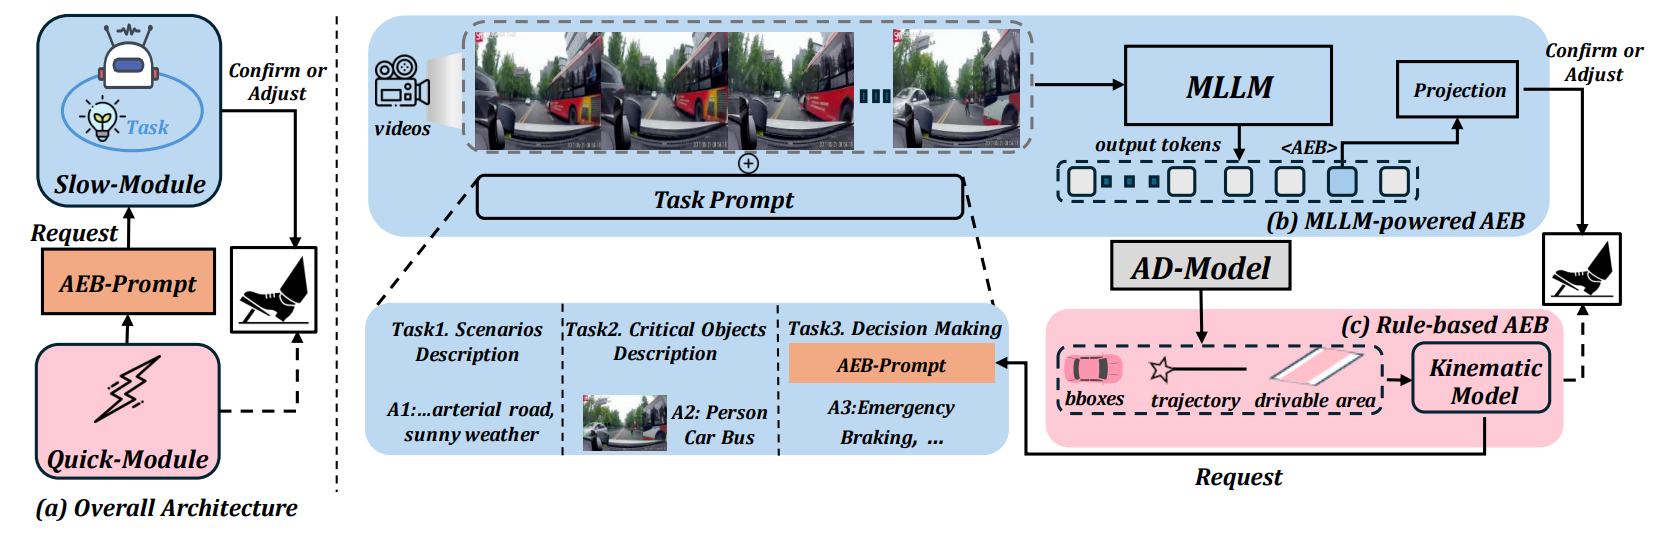 Confirm or
Adjust
Task
Slow-Module
Request
AEB-Prompt
Quick-Module
(a) Overall Architecture
videos
Task Prompt
MLLM
output tokens
<AEB>
Projection
Confirm or
Adjust
(b) MLLM-powered AEB
AD-Model
Task1. Scenarios
Description
A1:...arterial road,
sunny weather
Task2. Critical Objects
Description
A2: Person
Car Bus
Task3. Decision Making
AEB-Prompt
A3:Emergency
Braking, ...
(c) Rule-based AEB
bboxes
trajectory
drivable area
Kinematic
Model
Request